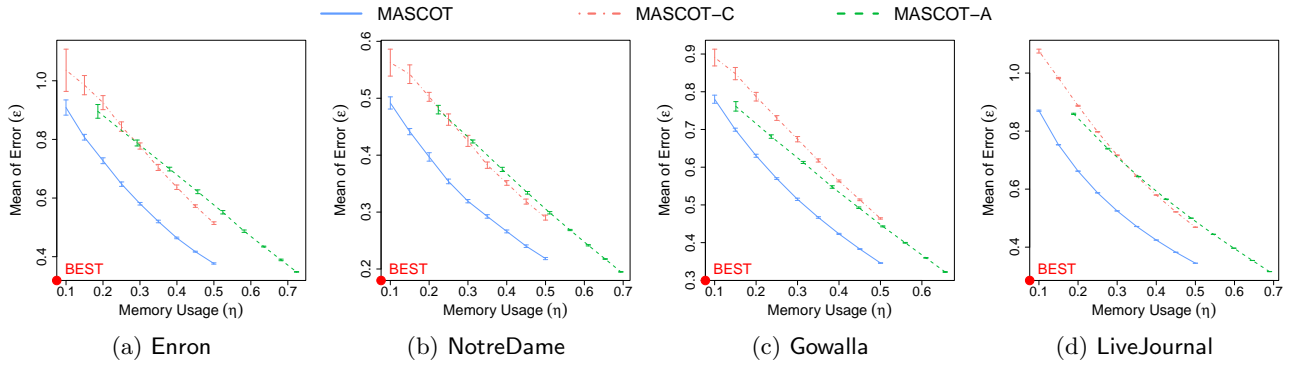 MASCOT MASCOT−C MASCOT−A
Mean of Error (ε)
0.4 0.6 0.8 1.0
BEST
0.1 0.2 0.3 0.4 0.5 0.6 0.7
Memory Usage (η)
(a) Enron
Mean of Error (ε)
0.2 0.3 0.4 0.5 0.6
BEST
0.1 0.2 0.3 0.4 0.5 0.6 0.7
Memory Usage (η)
(b) NotreDame
Mean of Error (ε)
0.3 0.4 0.5 0.6 0.7 0.8 0.9
BEST
0.1 0.2 0.3 0.4 0.5 0.6
Memory Usage (η)
(c) Gowalla
Mean of Error (ε)
0.4 0.6 0.8 1.0
BEST
0.1 0.2 0.3 0.4 0.5 0.6 0.7
Memory Usage (η)
(d) LiveJournal